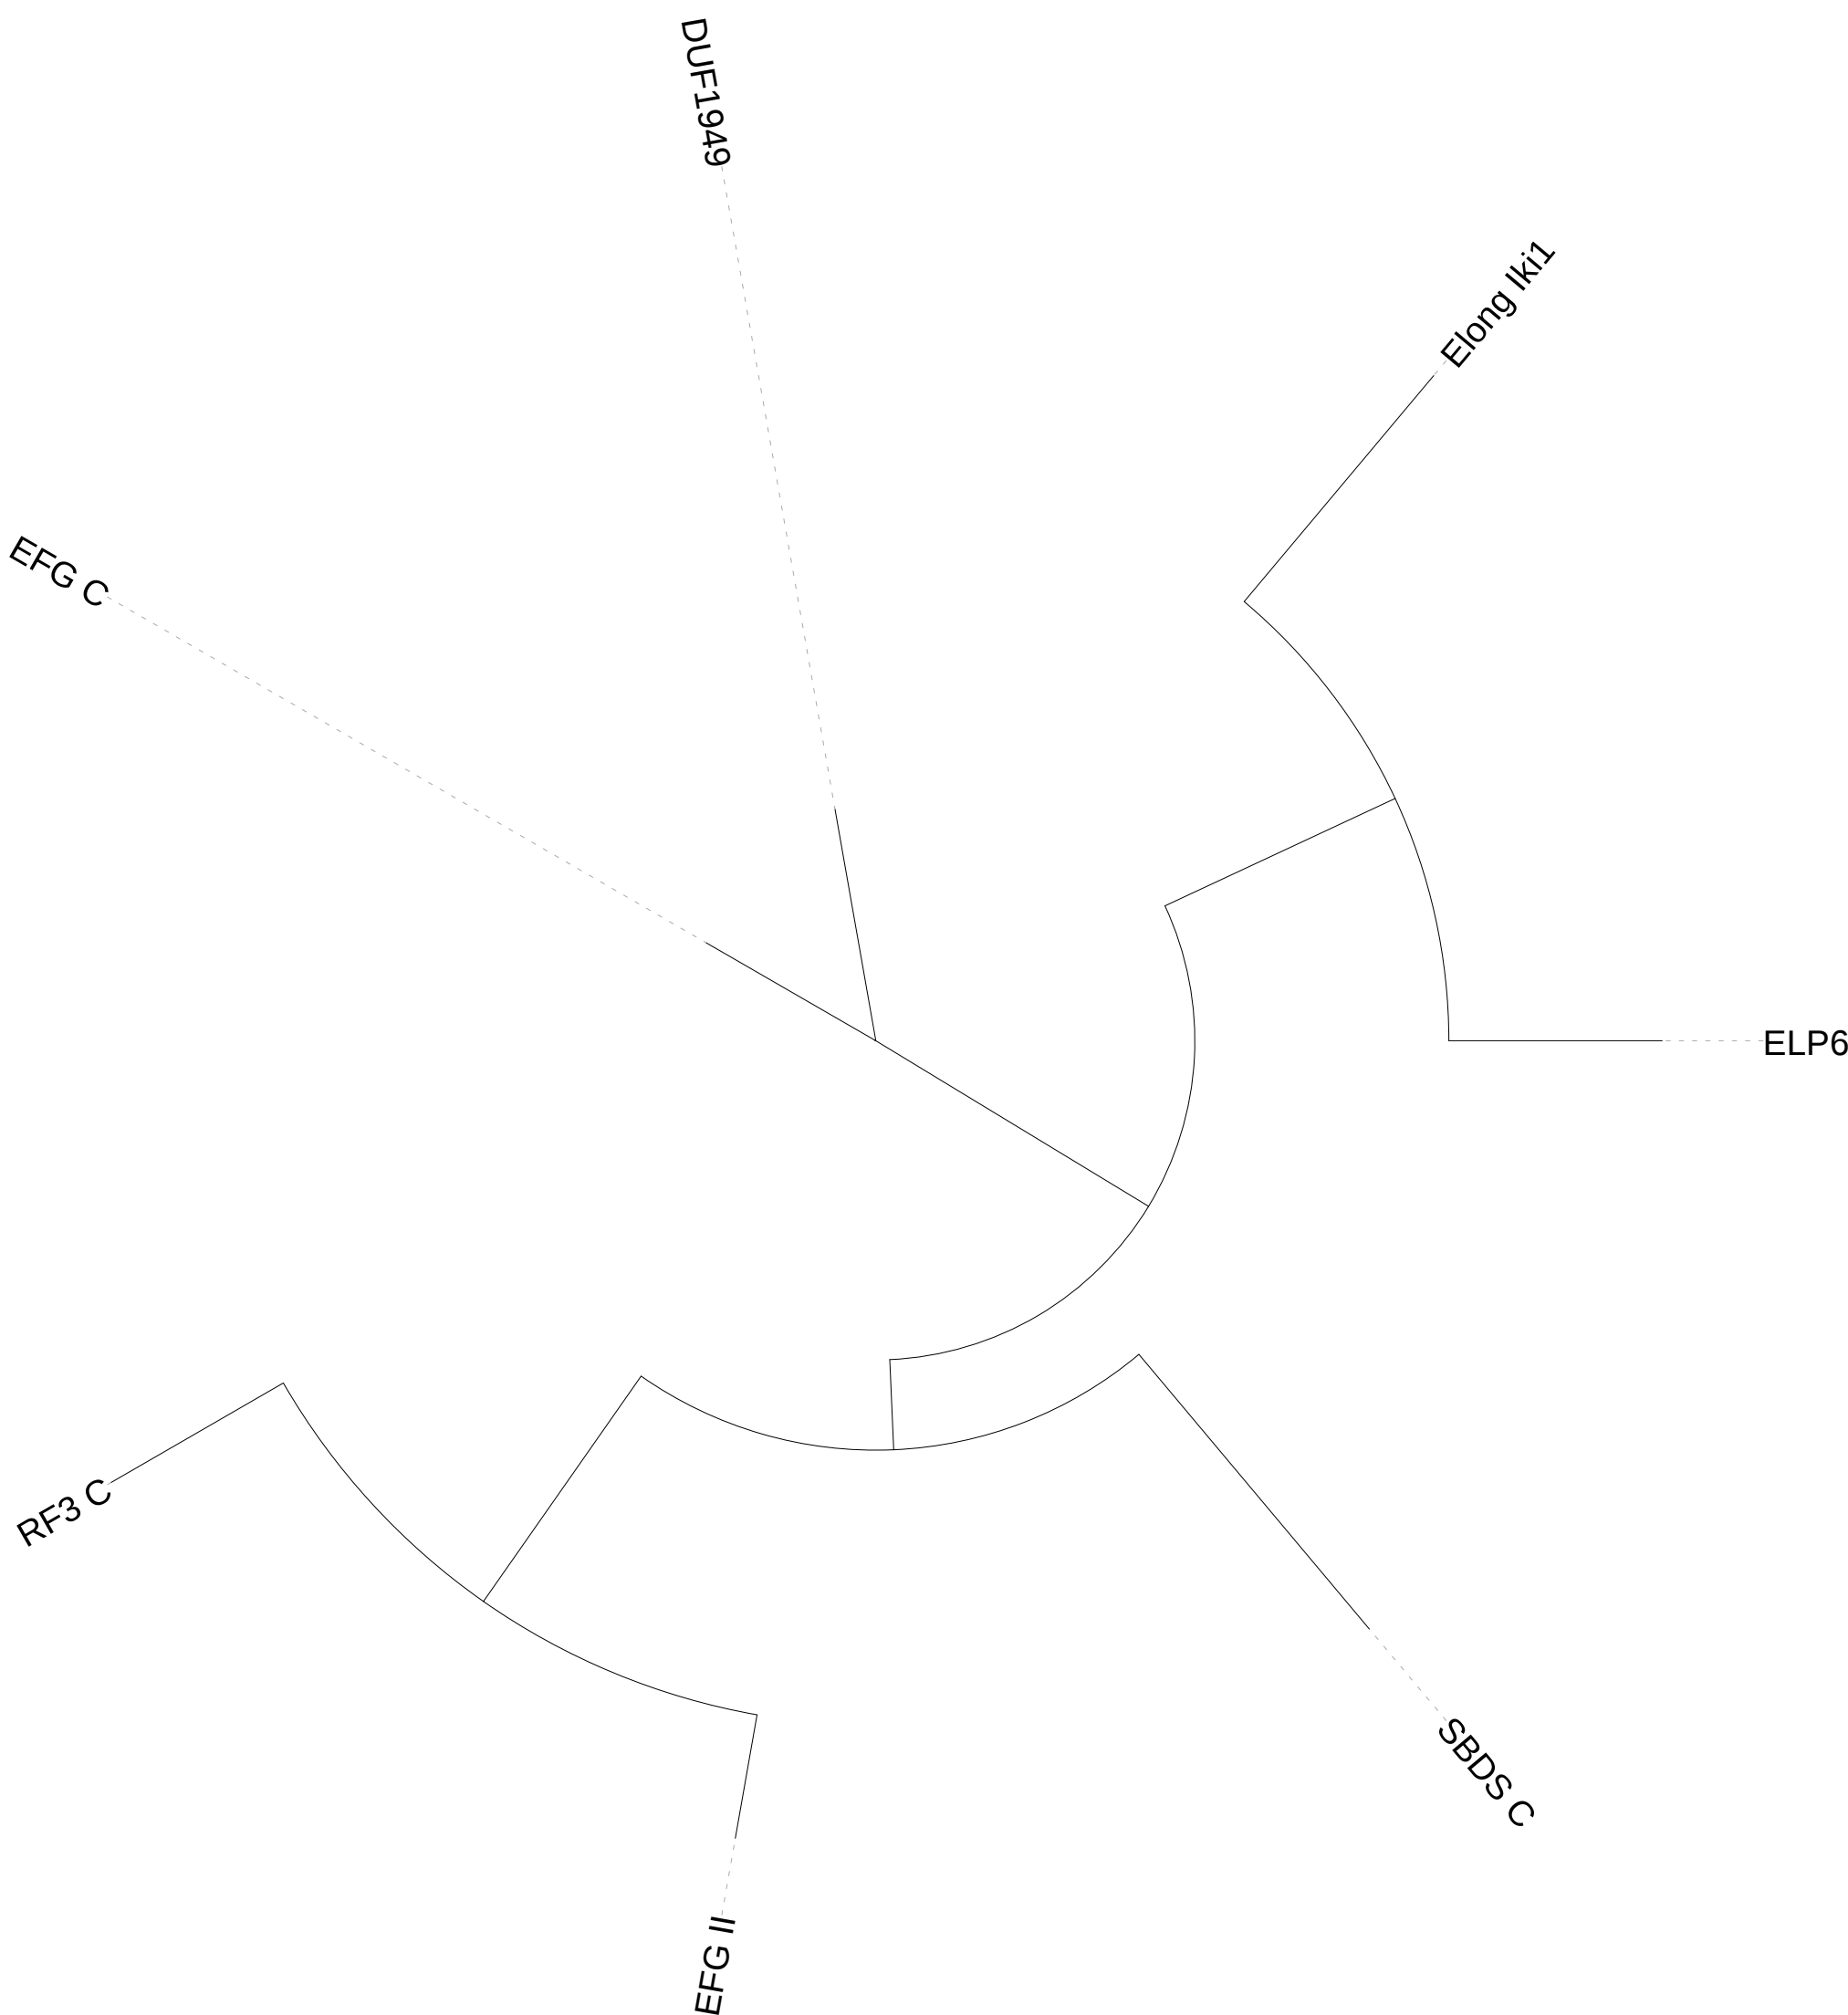 DUF1949
Elong Iki1
EFG C
ELP6
RF3 C
SBDS C
EFG II